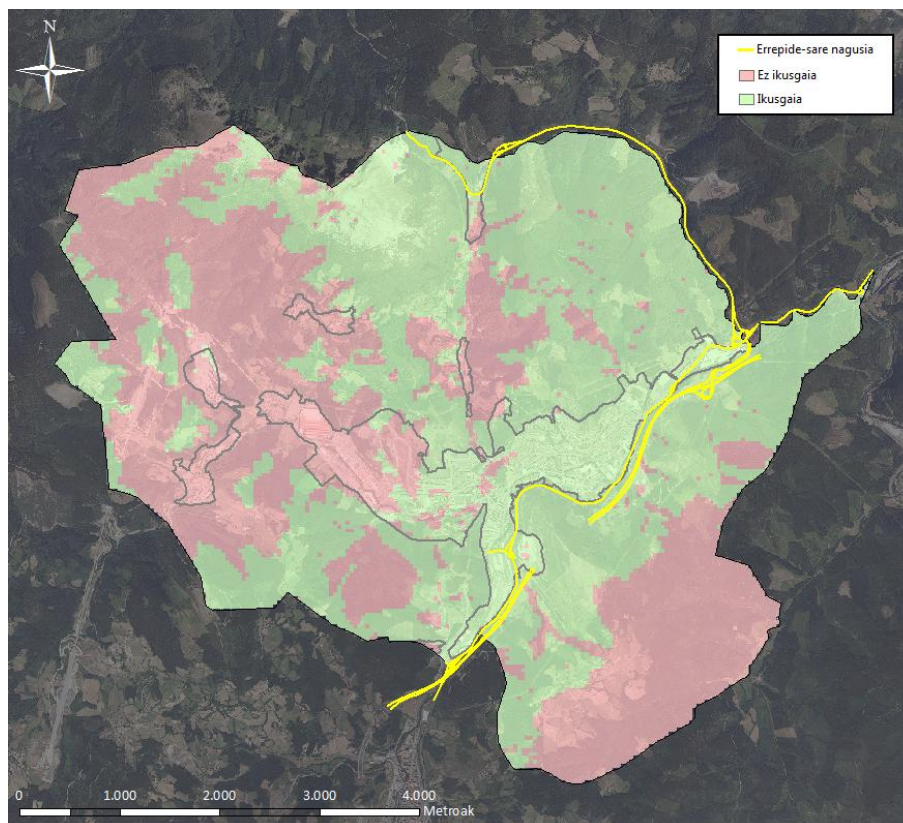 N
Errepide-sare nagusia
Ez ikusgaia
Ikusgaia
0 1.000 2.000 3.000 4.000
Metroak